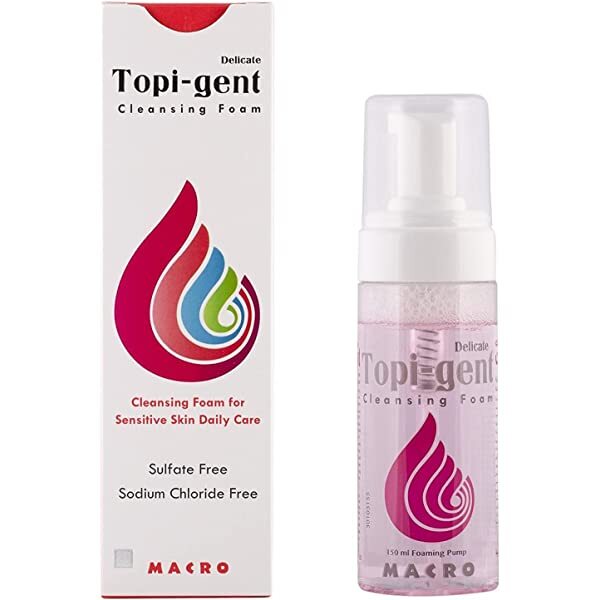 Delicate
Topi-gent
Cleansing Foam
Cleansing Foam for
Sensitive Skin Daily Care
Sulfate Free
Sodium Chloride Free
MACRO
Delicate
Topi-gent
Cleansing Foam
150 ml Foaming Pump
MACRO